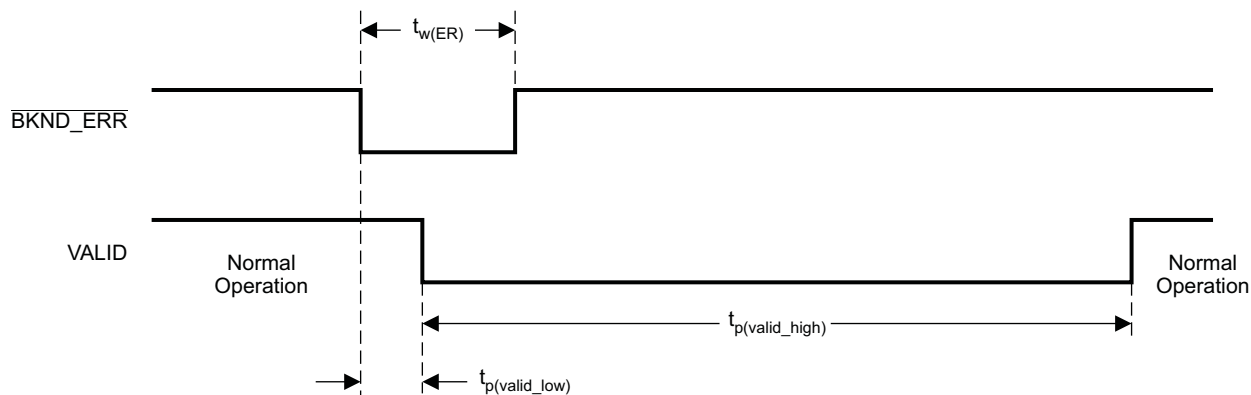 t_w(ER)
BKND_ERR
VALID
Normal
Operation
Normal
Operation
t_p(valid_high)
t_p(valid_low)